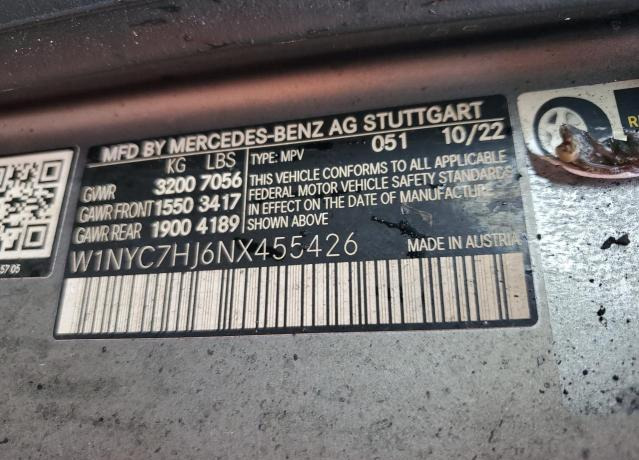 MFD BY MERCEDES-BENZ AG STUTTGART
KG LBS TYPE: MPV 051 10/22
GVWR 3200 7056
GAWR FRONT 1550 3417
GAWR REAR 1900 4189
THIS VEHICLE CONFORMS TO ALL APPLICABLE
FEDERAL MOTOR VEHICLE SAFETY STANDARDS
IN EFFECT ON THE DATE OF MANUFACTURE
SHOWN ABOVE
W1NYC7HJ6NX455426 MADE IN AUSTRIA